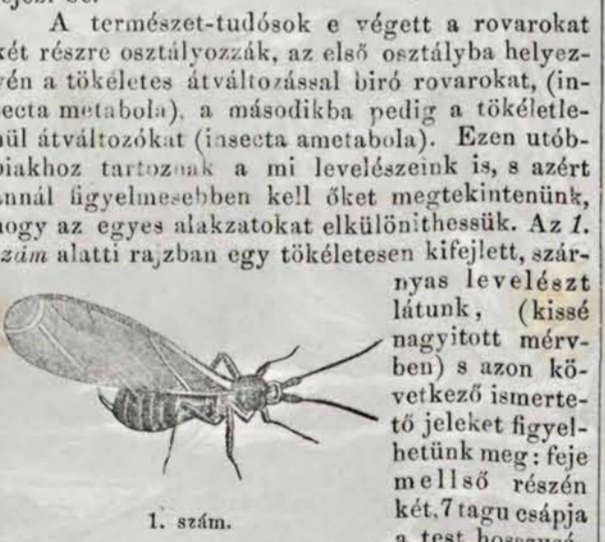 A természet-tudósok e végett a rovarokat
két részre osztályozzák, az első osztályba helyez-
vén a tökéletes átváltozással biró rovarokat, (in-
secta metabola), a másodikba pedig a tökéletle-
nül átváltozókat (insecta ametabola). Ezen utób-
biakhoz tartoznak a mi levelészeink is, s azért
annál figyelmesebben kell őket megtekintenünk,
hogy az egyes alakzatokat elkülönithessük. Az 1.
szám alatti rajzban egy tökéletesen kifejlett, szár-
nyas levelészt
látunk, (kissé
nagyitott mérv-
ben) s azon kö-
vetkező ismerte-
tő jeleket figyel-
hetünk meg: feje
mellső részén
két, 7 tagu csápja
a test
1. szám.